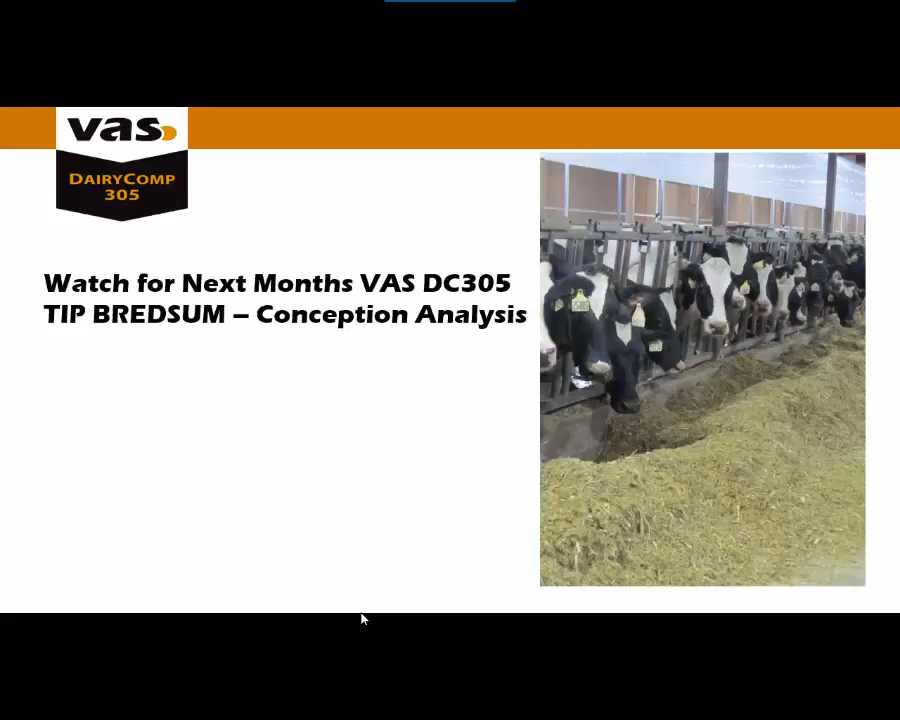 vas
DAIRYCOMP
305
Watch for Next Months VAS DC305
TIP BREDSUM – Conception Analysis